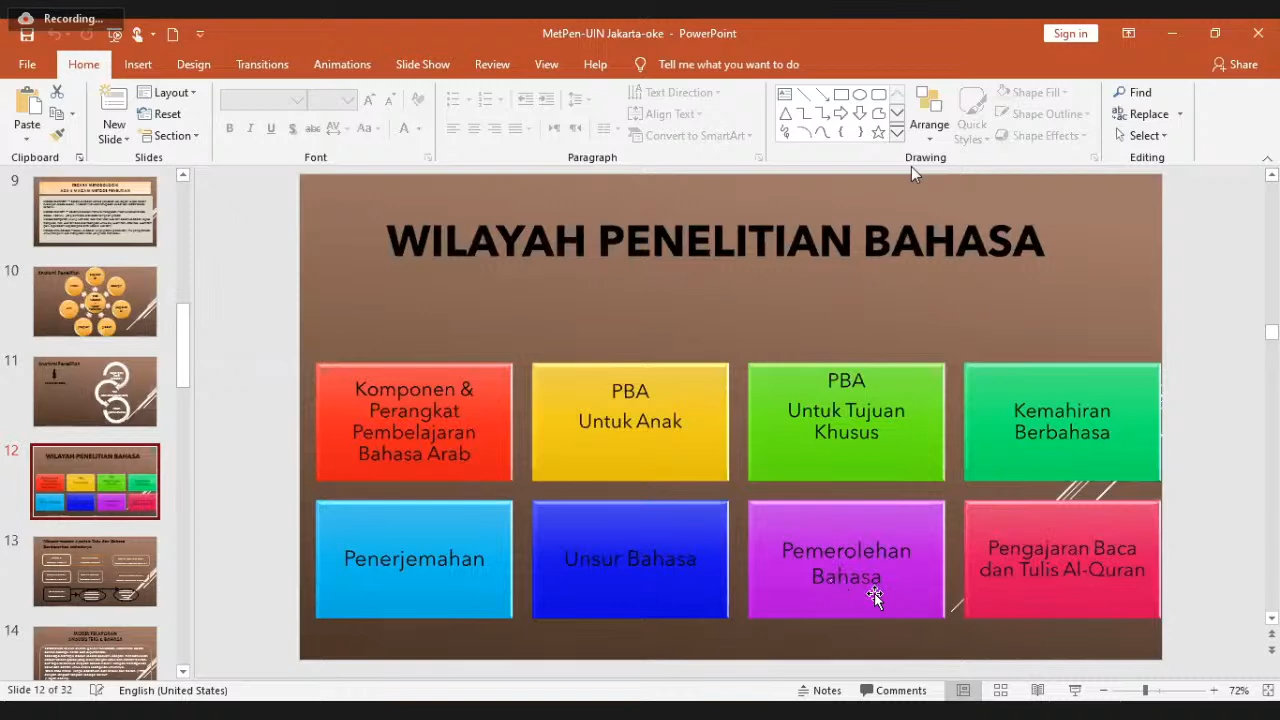 Recording...
MetPen-UIN Jakarta-oke - PowerPoint
Sign in
File Home Insert Design Transitions Animations Slide Show Review View Help Tell me what you want to do Share
Paste
New Slides
Layout
Reset
Section
Text Direction
Align Text
Convert to SmartArt
Arrange
Quick Styles
Shape Fill
Shape Outline
Shape Effects
Find
Replace
Select
Clipboard Slides Font Paragraph Drawing Editing
9
10
11
12
WILAYAH PENELITIAN BAHASA
13
14
WILAYAH PENELITIAN BAHASA
Komponen &
Perangkat
Pembelajaran
Bahasa Arab
PBA
Untuk Anak
PBA
Untuk Tujuan
Khusus
Kemahiran
Berbahasa
Penerjemahan
Unsur Bahasa
Pemerolehan
Bahasa
Pengajaran Baca
dan Tulis Al-Quran
Slide 12 of 32 English (United States) Notes Comments 72%